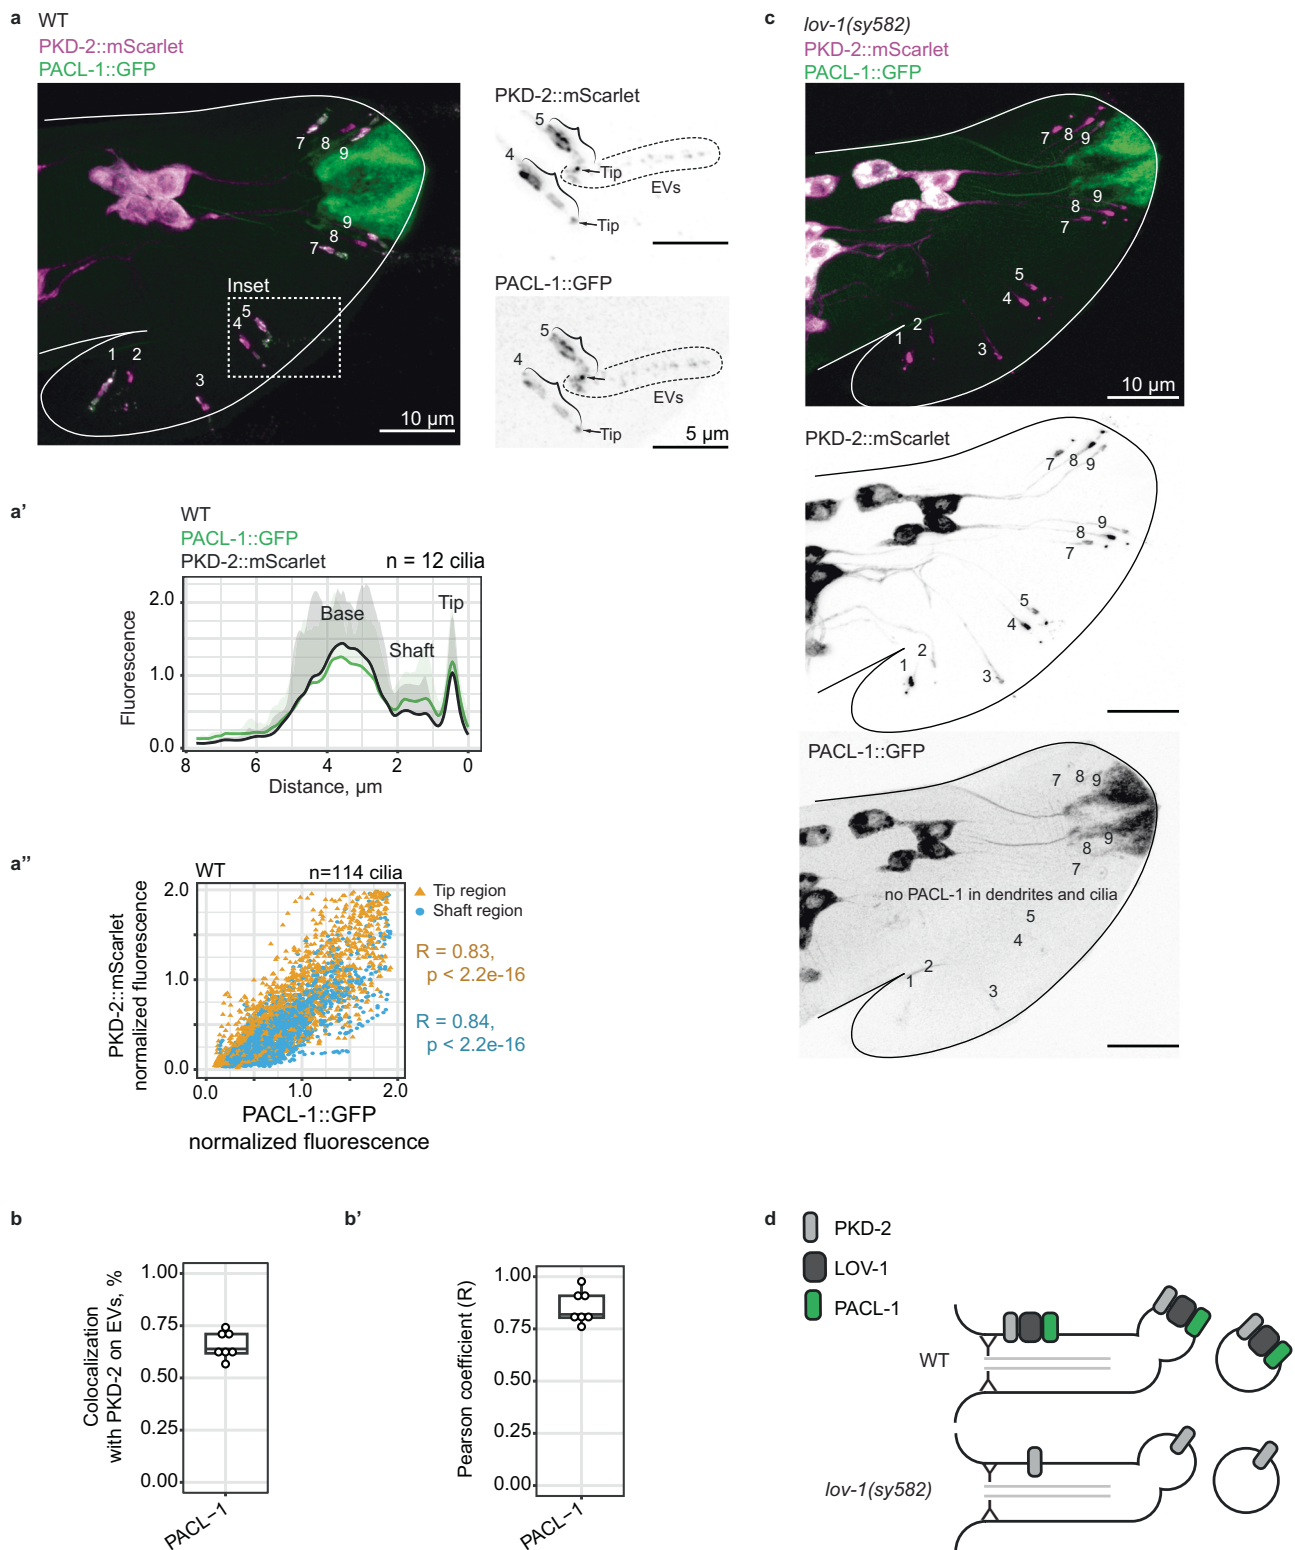 a
WT
PKD-2::mScarlet
PACL-1::GFP
7
8
9
9
8
7
Inset
5
4
1
2
3
10 µm
PKD-2::mScarlet
5
4
Tip
EVs
Tip
PACL-1::GFP
5
4
EVs
Tip
5 µm
a'
WT
PACL-1::GFP
PKD-2::mScarlet
n = 12 cilia
Fluorescence
2.0
1.0
0.0
Base
Shaft
Tip
8
6
4
2
0
Distance, µm
a"
WT
n=114 cilia
PKD-2::mScarlet
normalized fluorescence
2.0
1.0
0.0
0.0
1.0
2.0
PACL-1::GFP
normalized fluorescence
Tip region
Shaft region
R = 0.83,
p < 2.2e-16
R = 0.84,
p < 2.2e-16
b
Colocalization
with PKD-2 on EVs, %
1.00
0.75
0.50
0.25
0.00
PACL-1
b'
Pearson coefficient (R)
1.00
0.75
0.50
0.25
0.00
PACL-1
c
lov-1(sy582)
PKD-2::mScarlet
PACL-1::GFP
7
8
9
9
8
7
5
4
2
1
3
10 µm
PKD-2::mScarlet
7
8
9
9
8
7
5
4
2
1
3
PACL-1::GFP
7
8
9
9
8
7
no PACL-1 in dendrites and cilia
5
4
2
1
3
d
PKD-2
LOV-1
PACL-1
WT
lov-1(sy582)